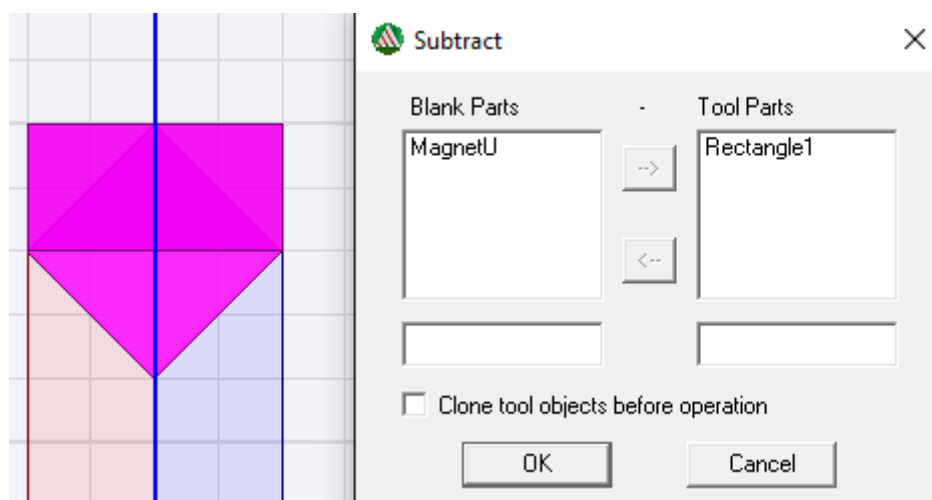 Subtract
Blank Parts - Tool Parts
MagnetU
Rectangle1
-->
<--
Clone tool objects before operation
OK
Cancel